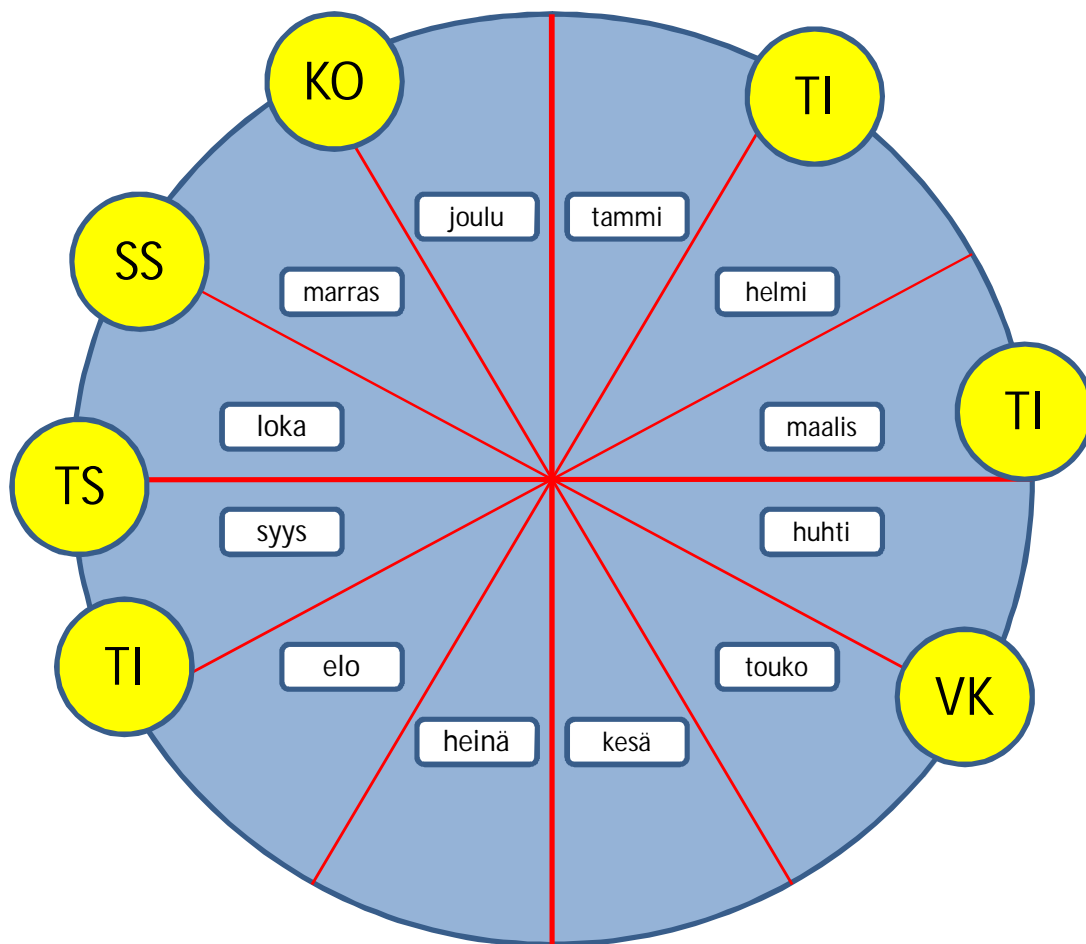 KO
TI
joulu
tammi
SS
marras
helmi
TI
loka
maalis
TS
syys
huhti
TI
elo
touko
VK
heinä
kesä